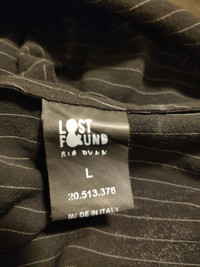 LOST
& FOUND
RIA DUNN
L
20.513.376
MADE IN ITALY